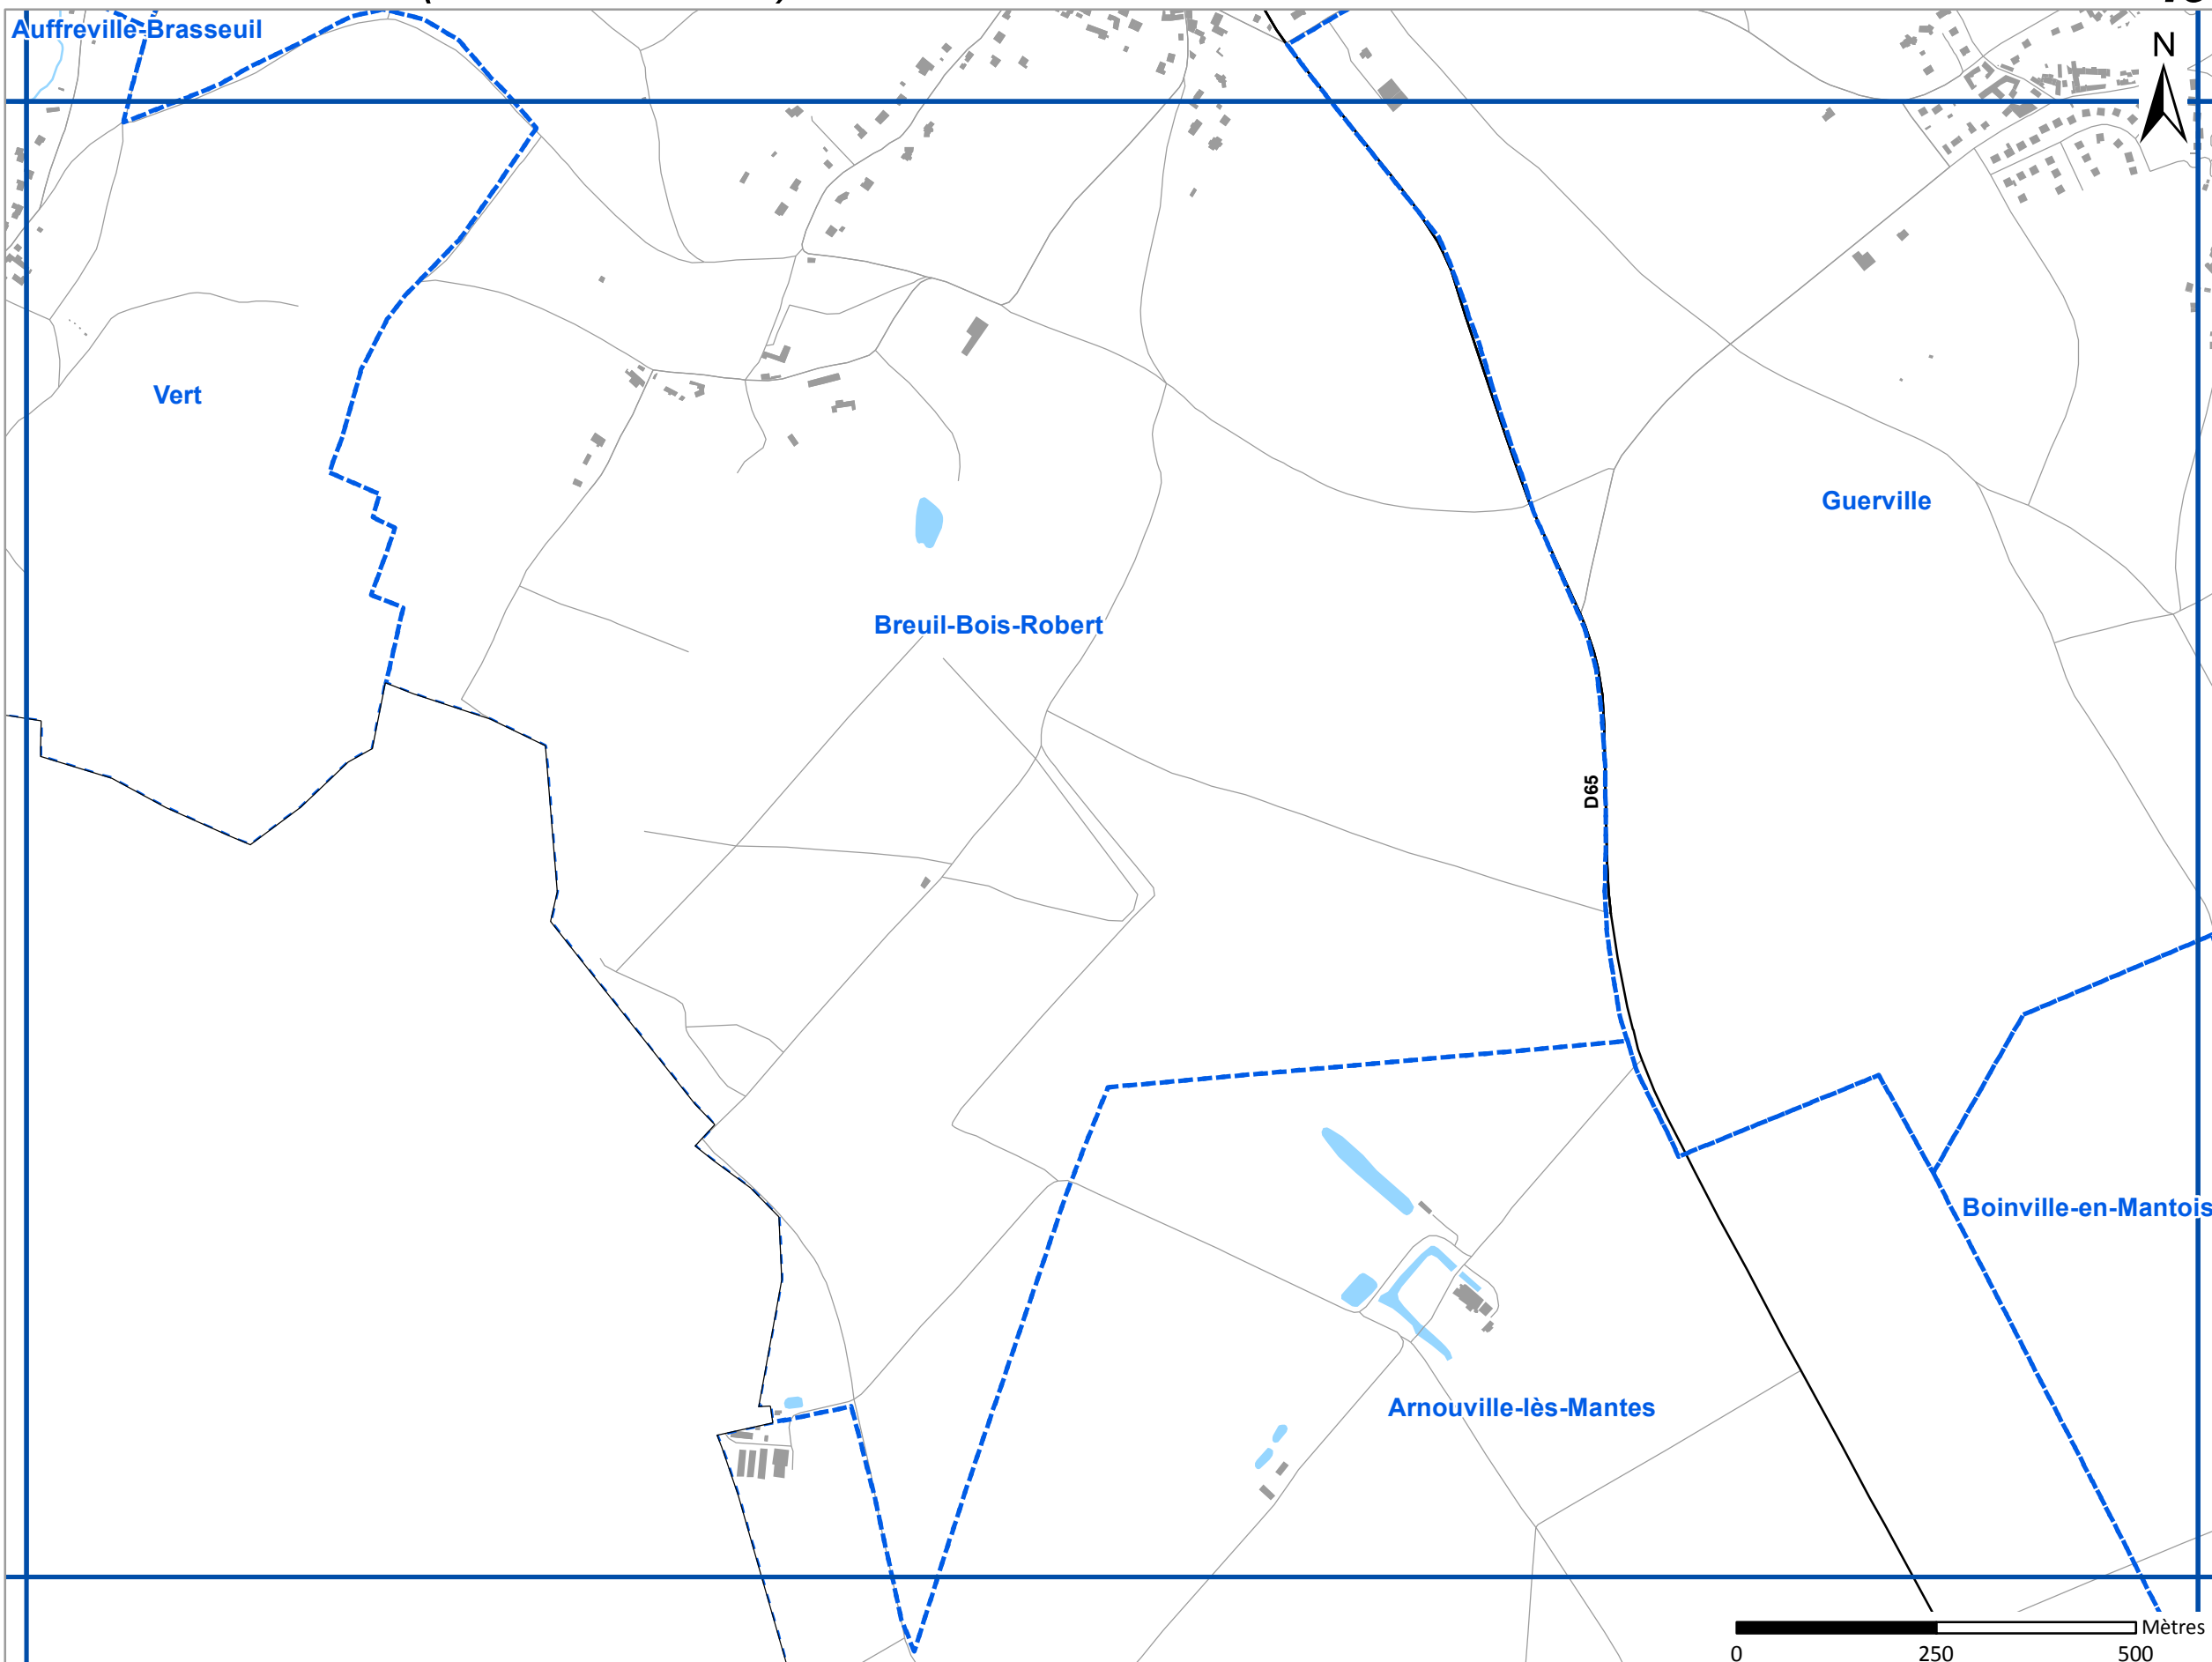 Auffreville-Brasseuil
N
Vert
Guerville
Breuil-Bois-Robert
D65
Boinville-en-Mantois
Arnouville-lès-Mantes
Mètres
0 250 500